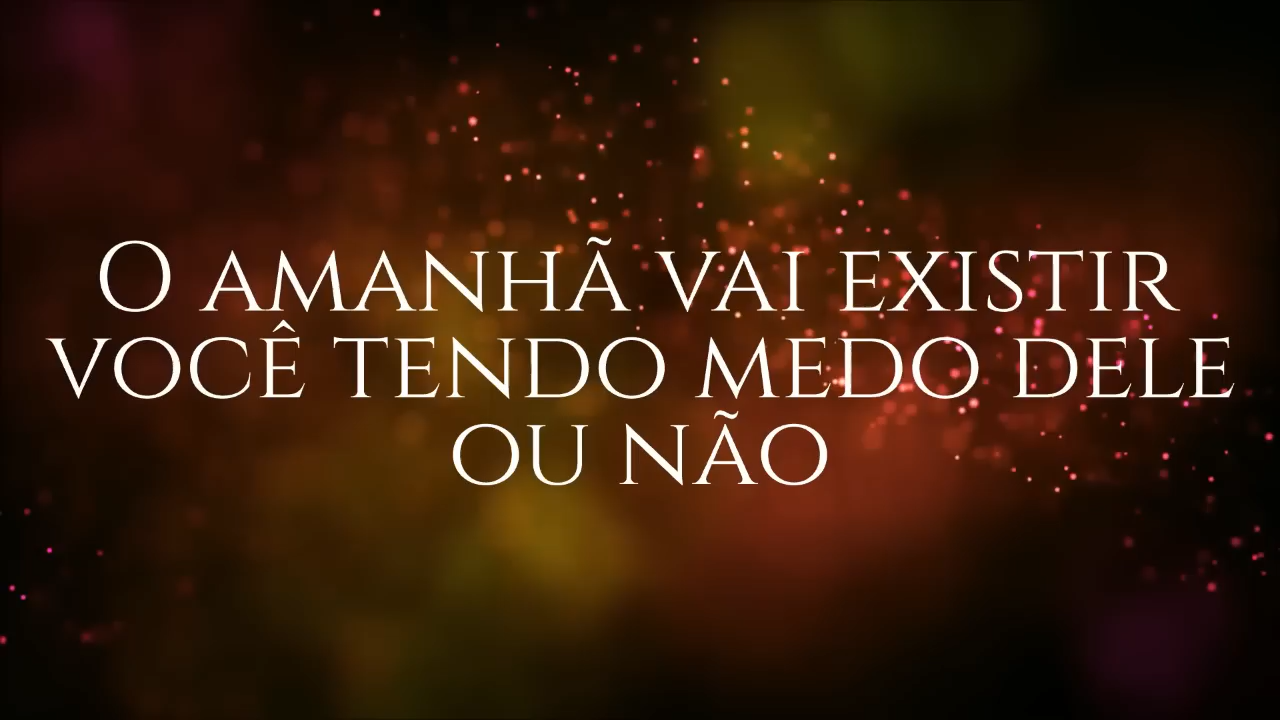 O AMANHÃ VAI EXISTIR
VOCÊ TENDO MEDO DELE
OU NÃO